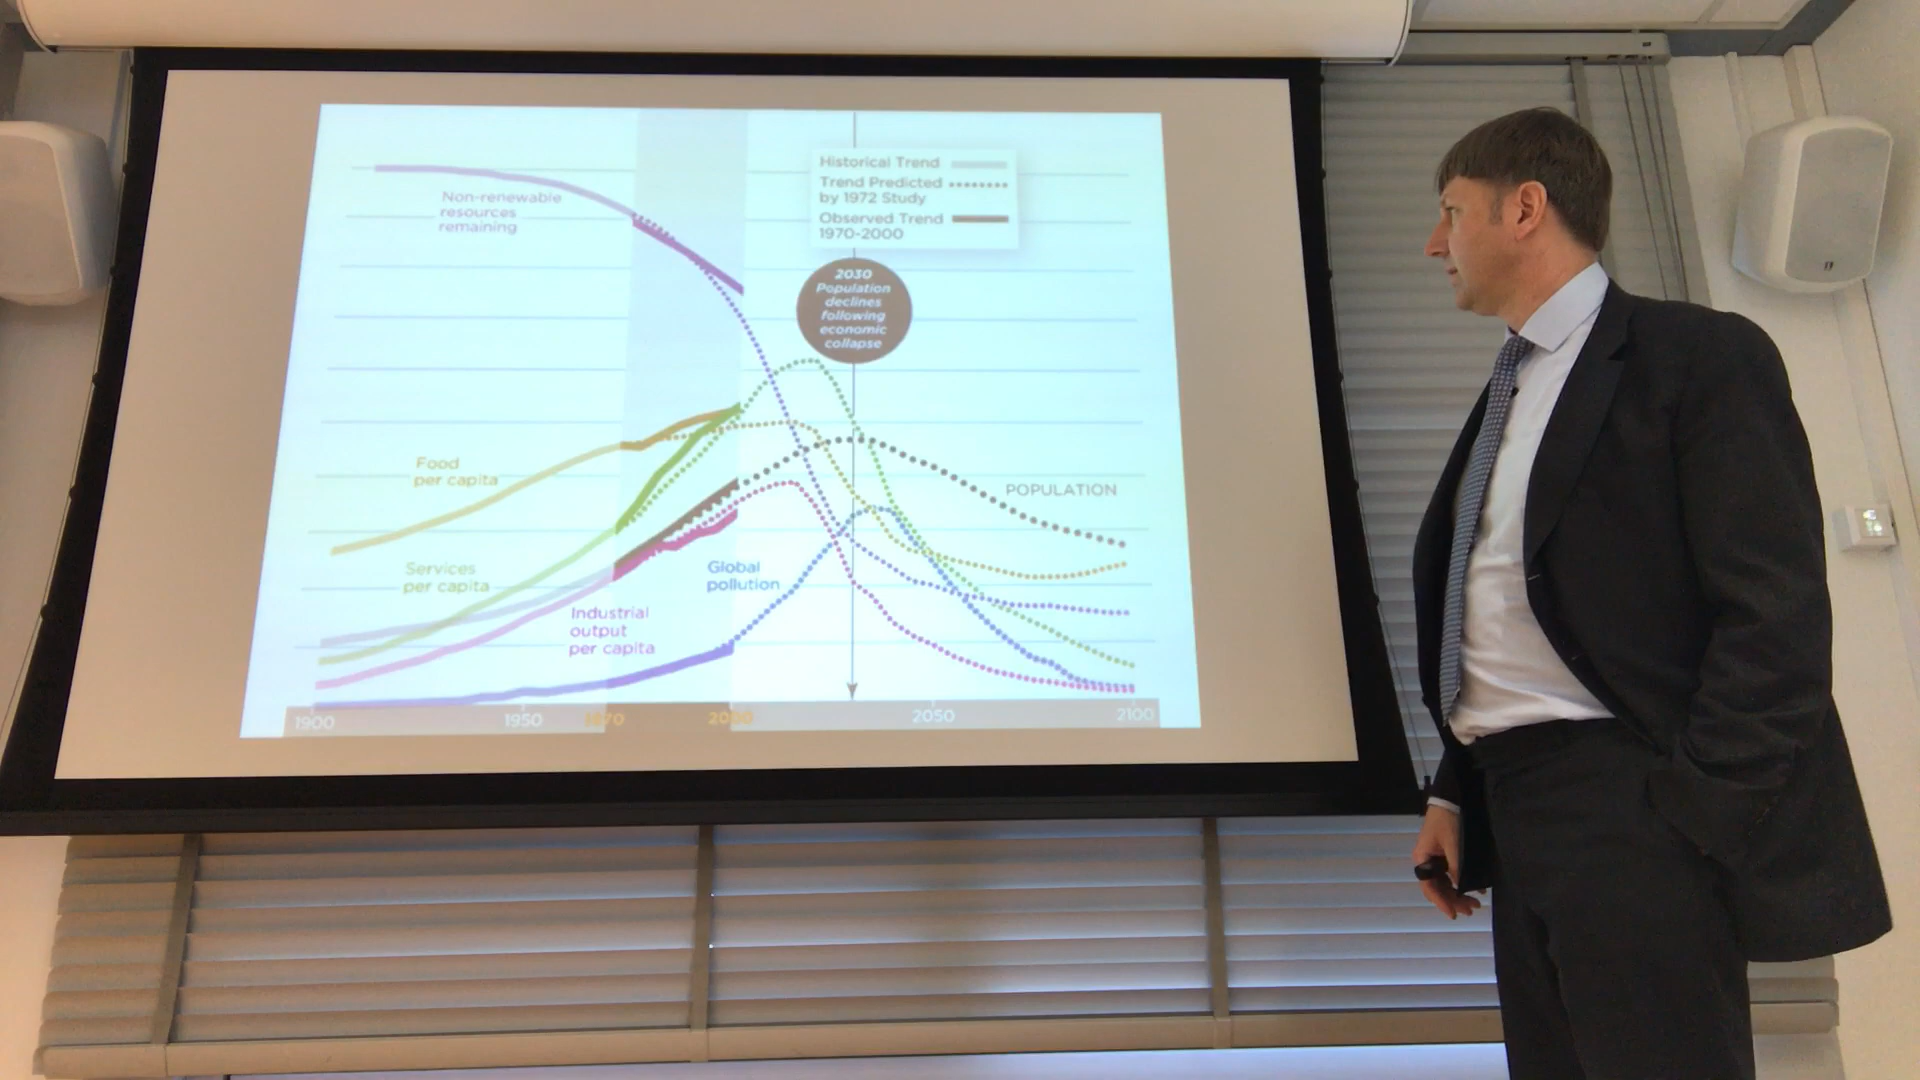 Historical Trend
Trend Predicted
by 1972 Study
Observed Trend
1970-2000
Non-renewable
resources
remaining
2030
Population
declines
following
economic
collapse
Food
per capita
POPULATION
Services
per capita
Global
pollution
Industrial
output
per capita
1900 1950 1970 2000 2050 2100